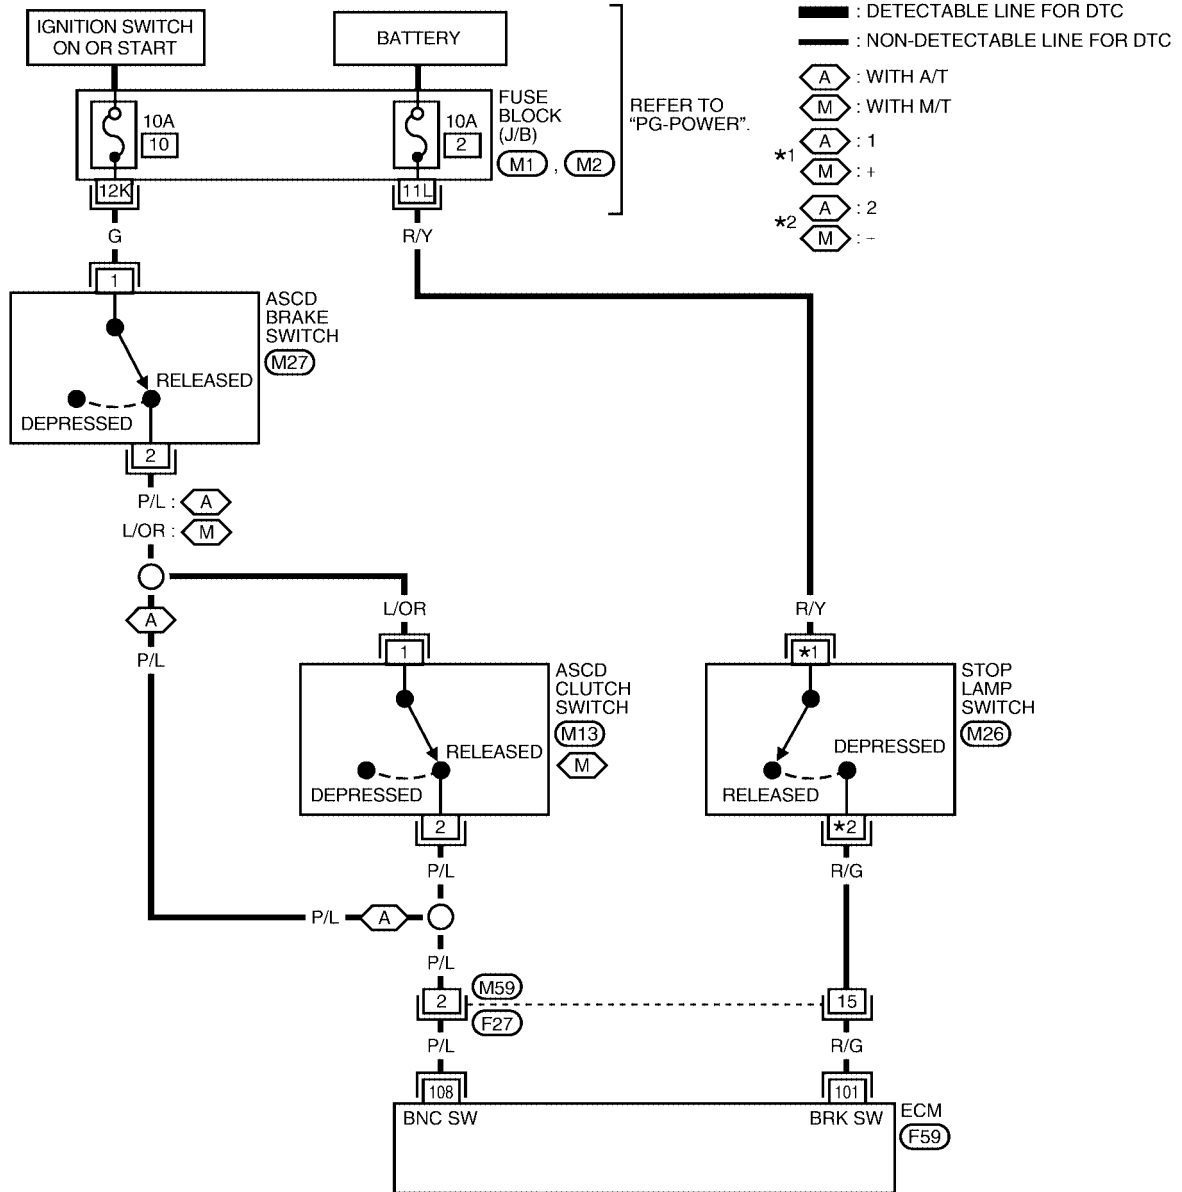 IGNITION SWITCH
ON OR START
BATTERY
: DETECTABLE LINE FOR DTC
: NON-DETECTABLE LINE FOR DTC
A : WITH A/T
M : WITH M/T
*1 A : 1
M : +
*2 A : 2
M : -
10A
10
10A
2
FUSE
BLOCK
(J/B)
M1 , M2
REFER TO
"PG-POWER".
12K
11L
G
R/Y
1
ASCD
BRAKE
SWITCH
M27
RELEASED
DEPRESSED
2
P/L : A
L/OR : M
A
P/L
L/OR
R/Y
1
ASCD
CLUTCH
SWITCH
M13
M
RELEASED
DEPRESSED
2
*1
STOP
LAMP
SWITCH
M26
DEPRESSED
RELEASED
*2
P/L
R/G
P/L A
P/L
2
M59
F27
15
P/L
R/G
108
101
BNC SW
BRK SW
ECM
F59